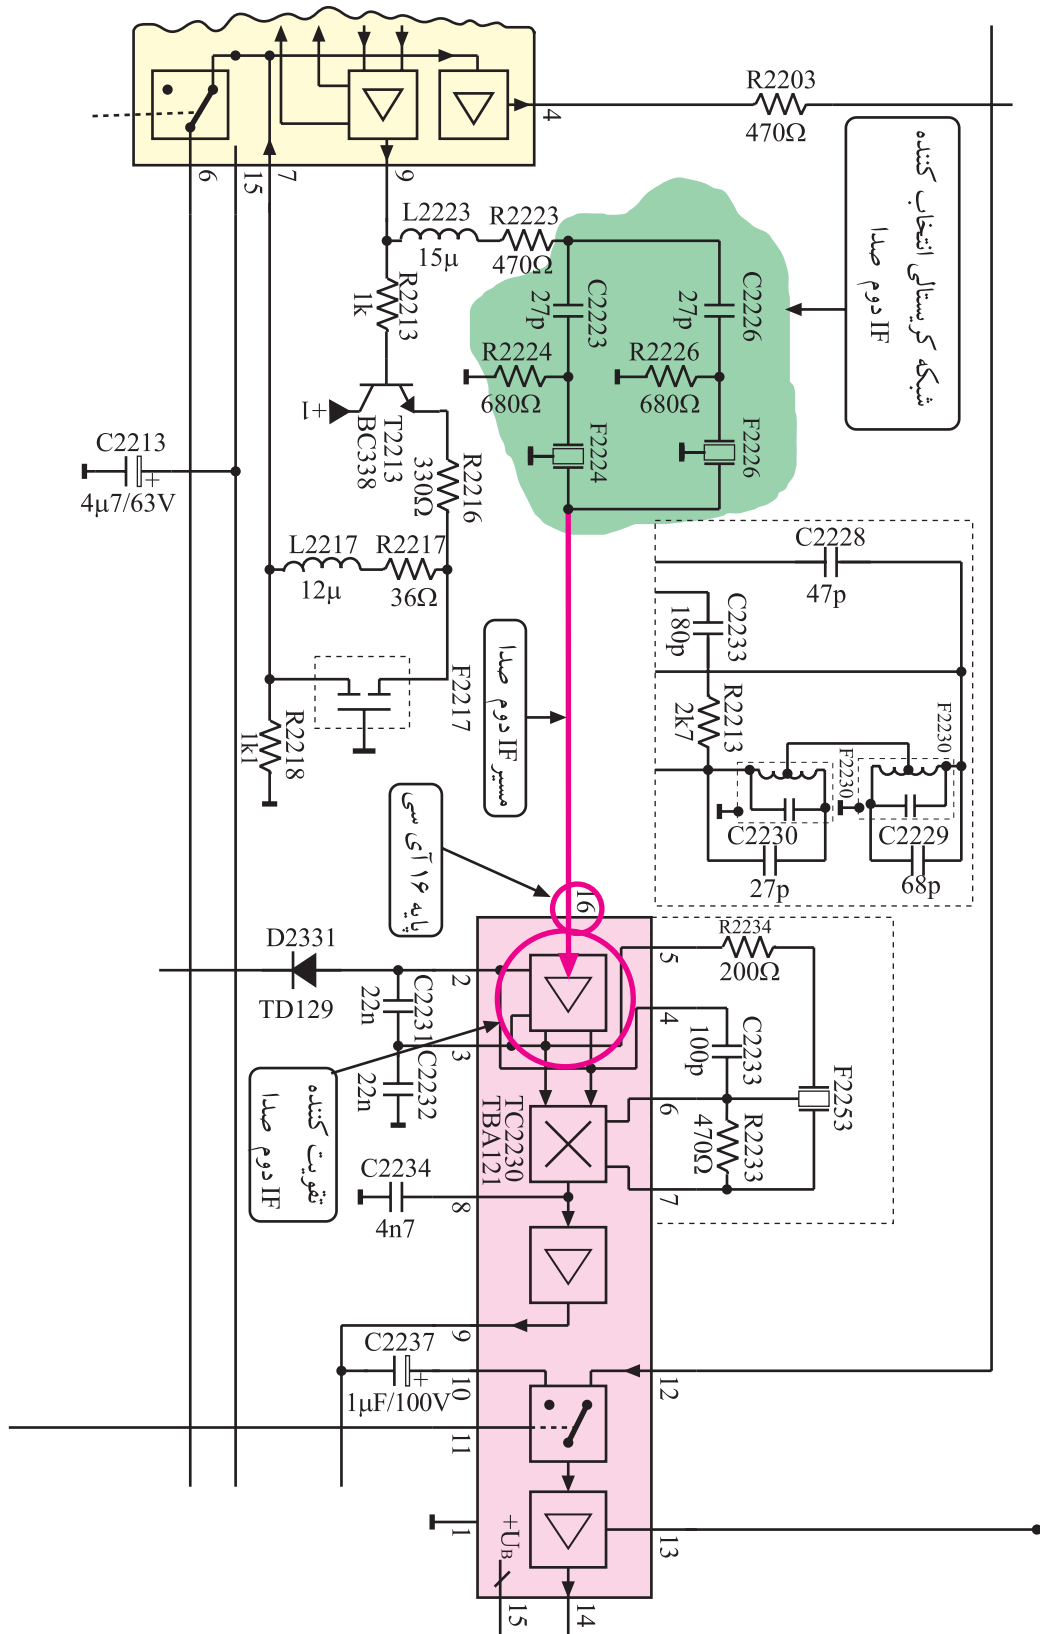 R2203
470Ω
4
6
15
7
9
شبکه کریستالی انتخاب کننده
IF دوم صدا
L2223
15µ
R2223
470Ω
R2213
1k
C2223
27p
C2226
27p
R2224
680Ω
R2226
680Ω
F2224
F2226
+1
T2213
BC338
C2213
+
4µ7/63V
R2216
330Ω
L2217
12µ
R2217
36Ω
F2217
R2218
1k1
مسیر IF دوم صدا
C2228
47p
C2233
180p
R2213
2k7
F2230
F2230
C2230
27p
C2229
68p
پایه ۱۶ آی سی
16
D2331
TD129
C2231
22n
C2232
22n
2
3
5
4
6
7
R2234
200Ω
C2233
100p
R2233
470Ω
F2253
تقویت کننده
IF دوم صدا
TC2230
TBA121
C2234
4n7
8
9
C2237
+
1µF/100V
10
11
12
1
+UB
13
15
14